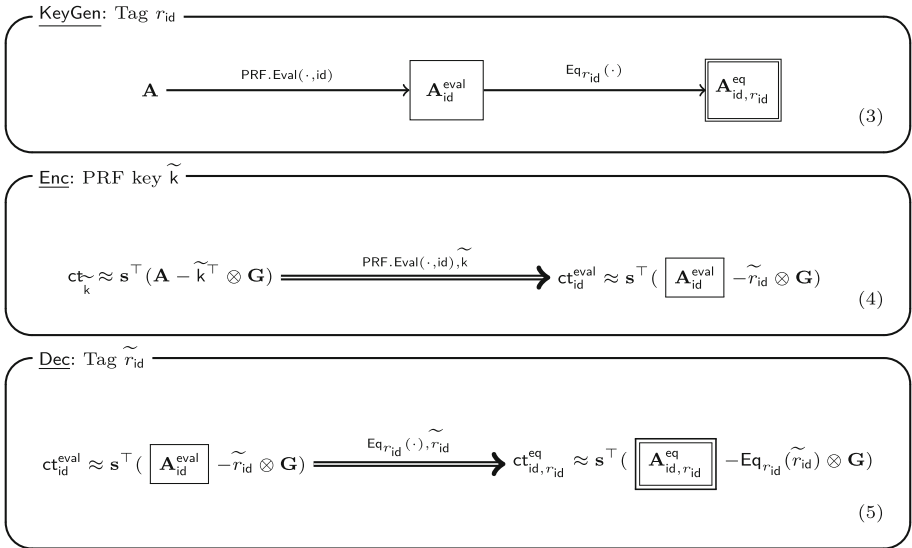 KeyGen: Tag r_id
A PRF.Eval(·,id) A_id^eval Eq_{r_id}(·) A_{id,r_id}^eq
(3)
Enc: PRF key k̃
ct_k̃ ≈ s^⊤(A − k̃^⊤ ⊗ G) PRF.Eval(·,id),k̃ ct_id^eval ≈ s^⊤( A_id^eval −r̃_id ⊗ G)
(4)
Dec: Tag r̃_id
ct_id^eval ≈ s^⊤( A_id^eval −r̃_id ⊗ G) Eq_{r_id}(·),r̃_id ct_{id,r_id}^eq ≈ s^⊤( A_{id,r_id}^eq −Eq_{r_id}(r̃_id) ⊗ G)
(5)